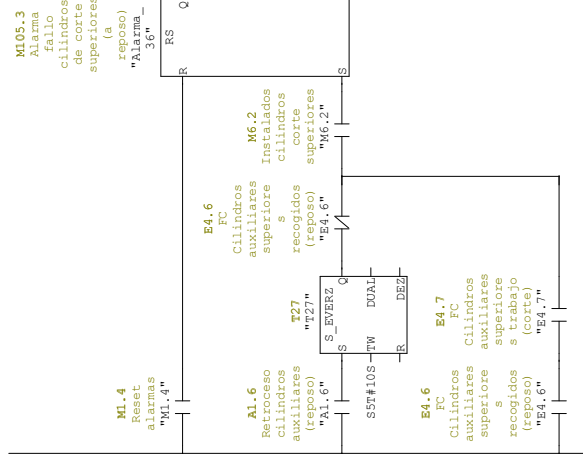 M105.3
Alarma
fallo
cilindros
de corte
superiores
(a
reposo)
"Alarma_
36"
RS
Q
M1.4
Reset
alarmas
"M1.4"
R
A1.6
Retroceso
cilindros
auxiliares
(reposo)
"A1.6"
T27
"T27"
S_EVERZ
S
Q
S5T#10S
TW
DUAL
R
DEZ
E4.6
FC
Cilindros
auxiliares
superiore
s
recogidos
(reposo)
"E4.6"
M6.2
Instalados
cilindros
corte
superiores
"M6.2"
S
E4.6
FC
Cilindros
auxiliares
superiore
s
recogidos
(reposo)
"E4.6"
E4.7
FC
Cilindros
auxiliares
superiore
s trabajo
(corte)
"E4.7"